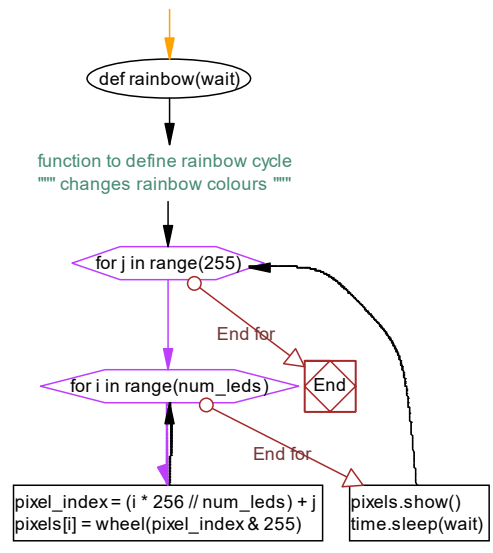 def rainbow(wait)
function to define rainbow cycle
""" changes rainbow colours """
for j in range(255)
End for
for i in range(num_leds)
End
End for
pixel_index = (i * 256 // num_leds) + j
pixels[i] = wheel(pixel_index & 255)
pixels.show()
time.sleep(wait)